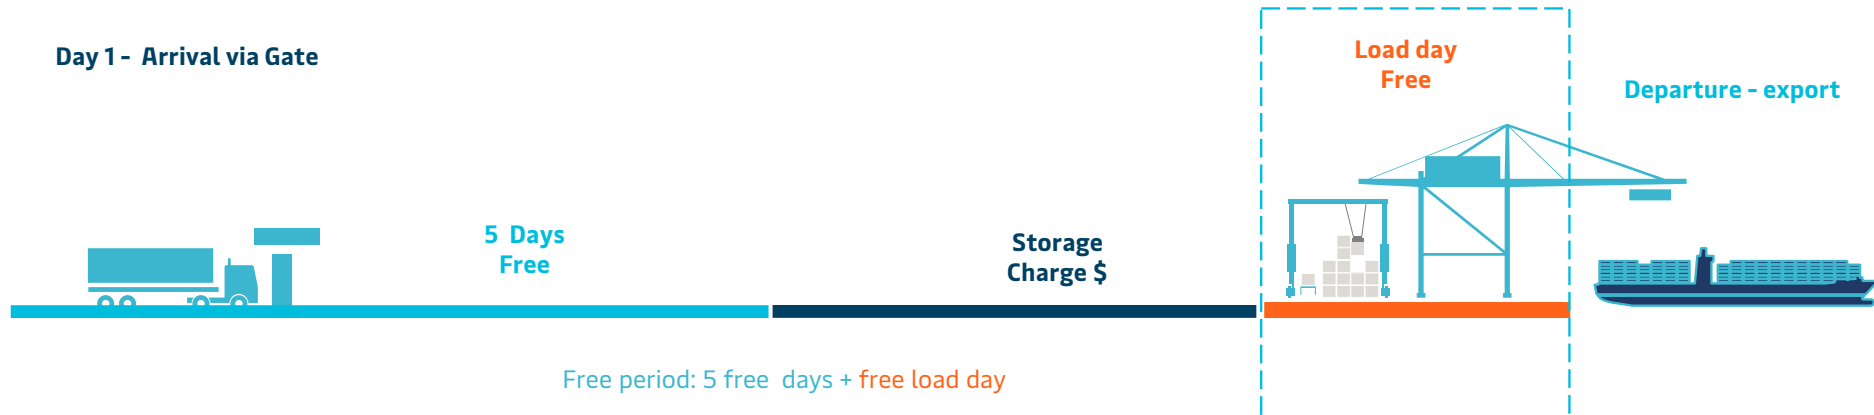 Day 1 - Arrival via Gate
5 Days
Free
Storage
Charge $
Load day
Free
Departure - export
Free period: 5 free days + free load day